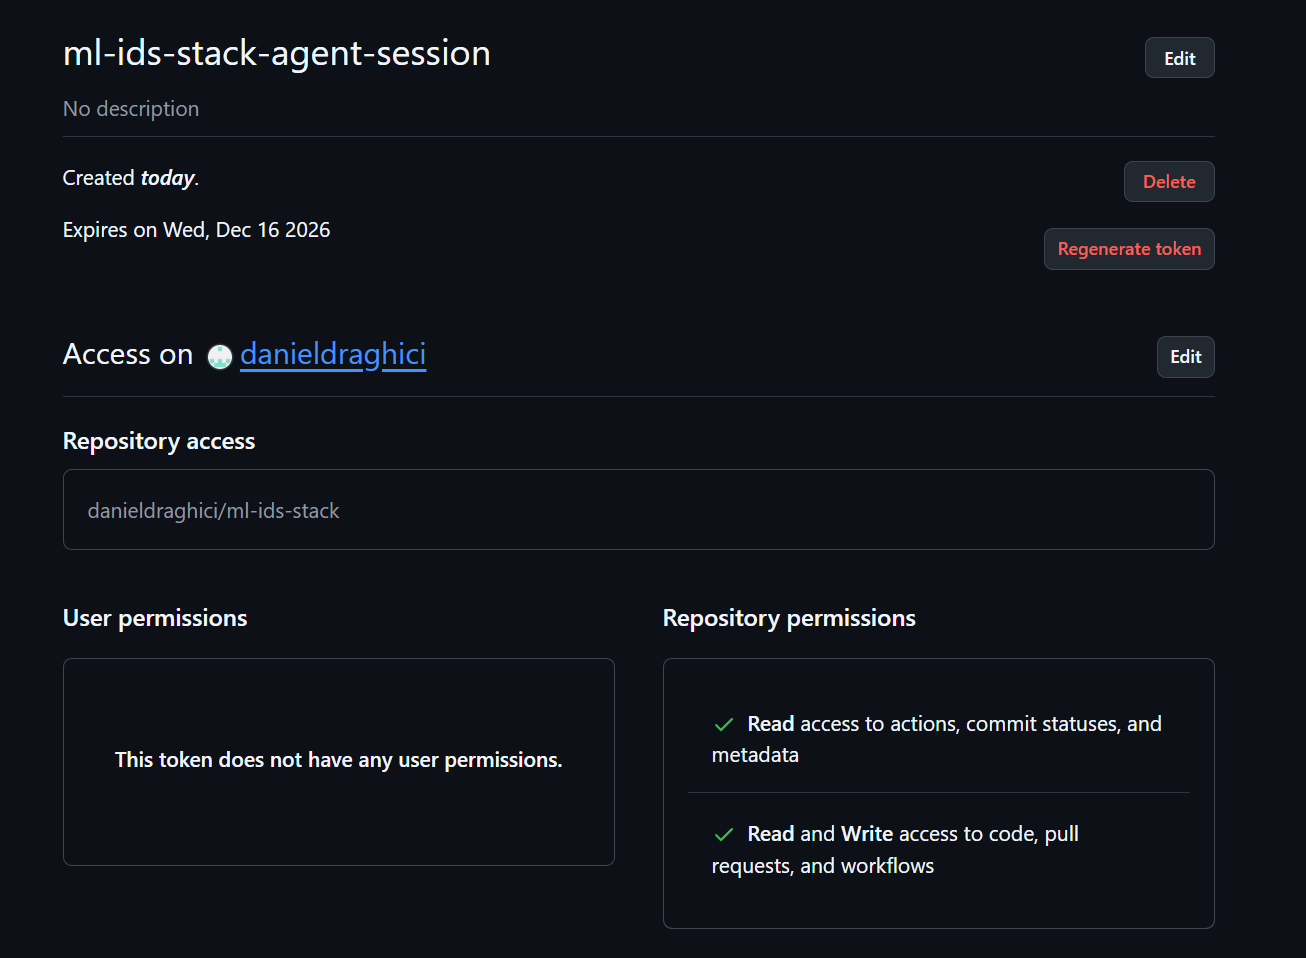 ml-ids-stack-agent-session
Edit
No description
Created today.
Delete
Expires on Wed, Dec 16 2026
Regenerate token
Access on danieldraghici
Edit
Repository access
danieldraghici/ml-ids-stack
User permissions
This token does not have any user permissions.
Repository permissions
Read access to actions, commit statuses, and
metadata
Read and Write access to code, pull
requests, and workflows